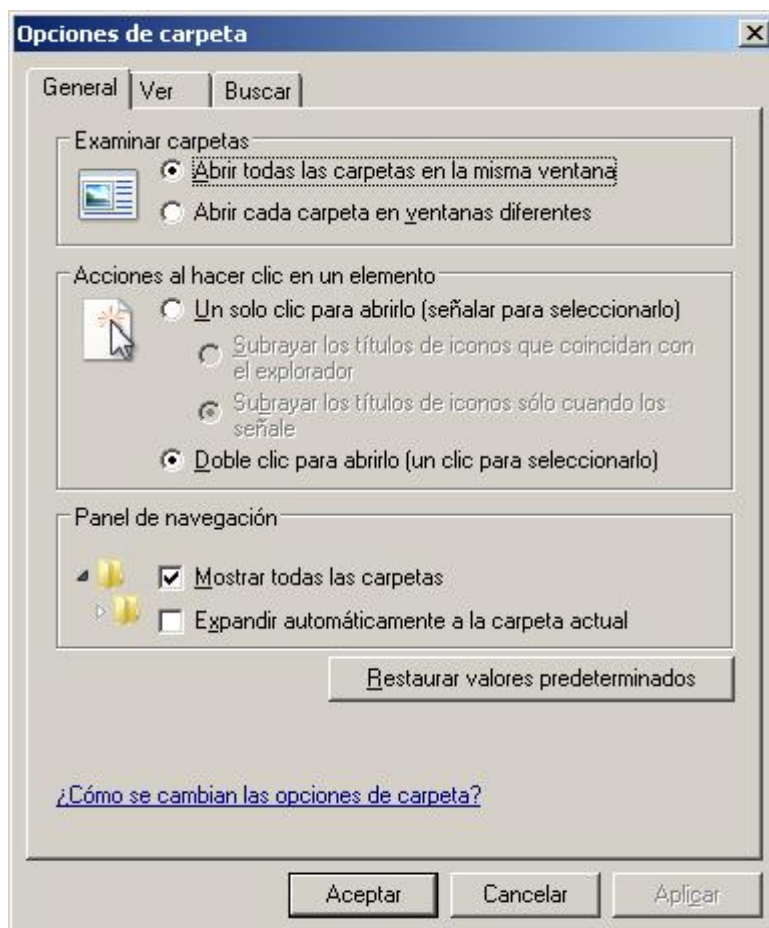 Opciones de carpeta
General Ver Buscar
Examinar carpetas
Abrir todas las carpetas en la misma ventana
Abrir cada carpeta en ventanas diferentes
Acciones al hacer clic en un elemento
Un solo clic para abrirlo (señalar para seleccionarlo)
Subrayar los títulos de iconos que coincidan con
el explorador
Subrayar los títulos de iconos sólo cuando los
señale
Doble clic para abrirlo (un clic para seleccionarlo)
Panel de navegación
Mostrar todas las carpetas
Expandir automáticamente a la carpeta actual
Restaurar valores predeterminados
¿Cómo se cambian las opciones de carpeta?
Aceptar Cancelar Aplicar